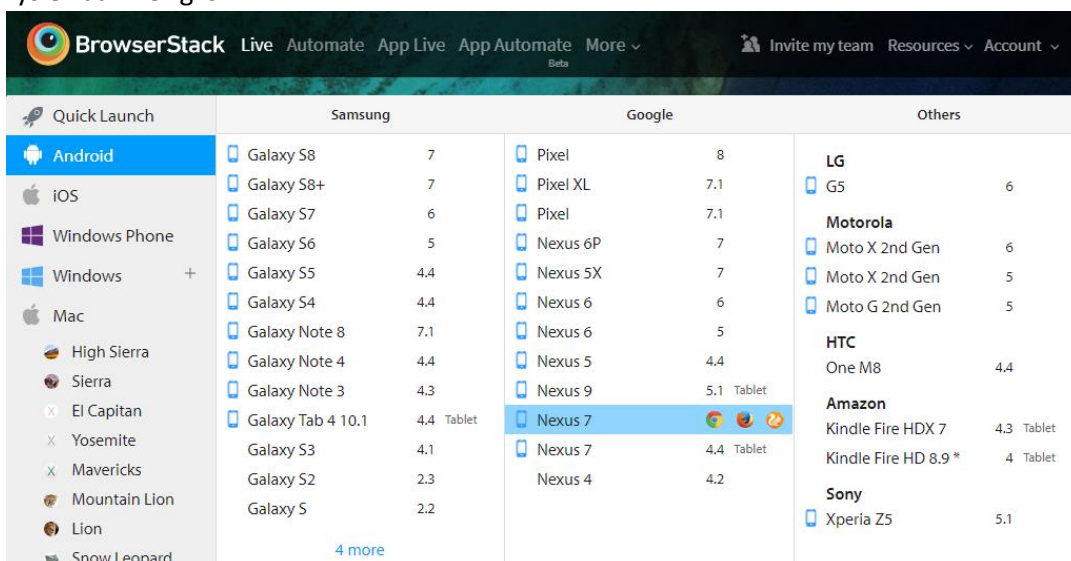 BrowserStack Live Automate App Live App Automate More Invite my team Resources Account
Beta
Quick Launch
Android
iOS
Windows Phone
Windows +
Mac
High Sierra
Sierra
El Capitan
Yosemite
Mavericks
Mountain Lion
Lion
Snow Leopard
Samsung
Galaxy S8 7
Galaxy S8+ 7
Galaxy S7 6
Galaxy S6 5
Galaxy S5 4.4
Galaxy S4 4.4
Galaxy Note 8 7.1
Galaxy Note 4 4.4
Galaxy Note 3 4.3
Galaxy Tab 4 10.1 4.4 Tablet
Galaxy S3 4.1
Galaxy S2 2.3
Galaxy S 2.2
4 more
Google
Pixel 8
Pixel XL 7.1
Pixel 7.1
Nexus 6P 7
Nexus 5X 7
Nexus 6 6
Nexus 6 5
Nexus 5 4.4
Nexus 9 5.1 Tablet
Nexus 7
Nexus 7 4.4 Tablet
Nexus 4 4.2
Others
LG
G5 6
Motorola
Moto X 2nd Gen 6
Moto X 2nd Gen 5
Moto G 2nd Gen 5
HTC
One M8 4.4
Amazon
Kindle Fire HDX 7 4.3 Tablet
Kindle Fire HD 8.9 * 4 Tablet
Sony
Xperia Z5 5.1